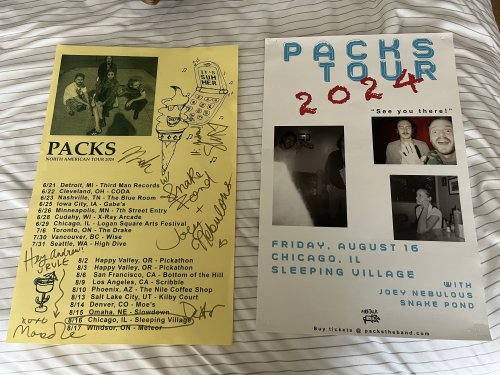 PACKS
NORTH AMERICAN TOUR 2024
IT'S SUMMER
6/21 Detroit, MI - Third Man Records
6/22 Cleveland, OH - CODA
6/23 Nashville, TN - The Blue Room
6/25 Iowa City, IA - Gabe's
6/26 Minneapolis, MN - 7th Street Entry
6/28 Cudahy, WI - X-Ray Arcade
6/29 Chicago, IL - Logan Square Arts Festival
7/6 Toronto, ON - The Drake
7/30 Vancouver, BC - Wise
7/31 Seattle, WA - High Dive
8/2 Happy Valley, OR - Pickathon
8/3 Happy Valley, OR - Pickathon
8/6 San Francisco, CA - Bottom of the Hill
8/9 Los Angeles, CA - Scribble
8/10 Phoenix, AZ - The Nile Coffee Shop
8/13 Salt Lake City, UT - Kilby Court
8/14 Denver, CO - Moe's
8/15 Omaha, NE - Slowdown
8/16 Chicago, IL - Sleeping Village
8/17 Windsor, ON - Meteor
Snake
Pond
+
Joey
Nebulous
Hey Andrew!
xoxo
PACKS
TOUR
2024
"See you there!"
FRIDAY, AUGUST 16
CHICAGO, IL
SLEEPING VILLAGE
WITH
JOEY NEBULOUS
SNAKE POND
Buy tickets @ packstheband.com